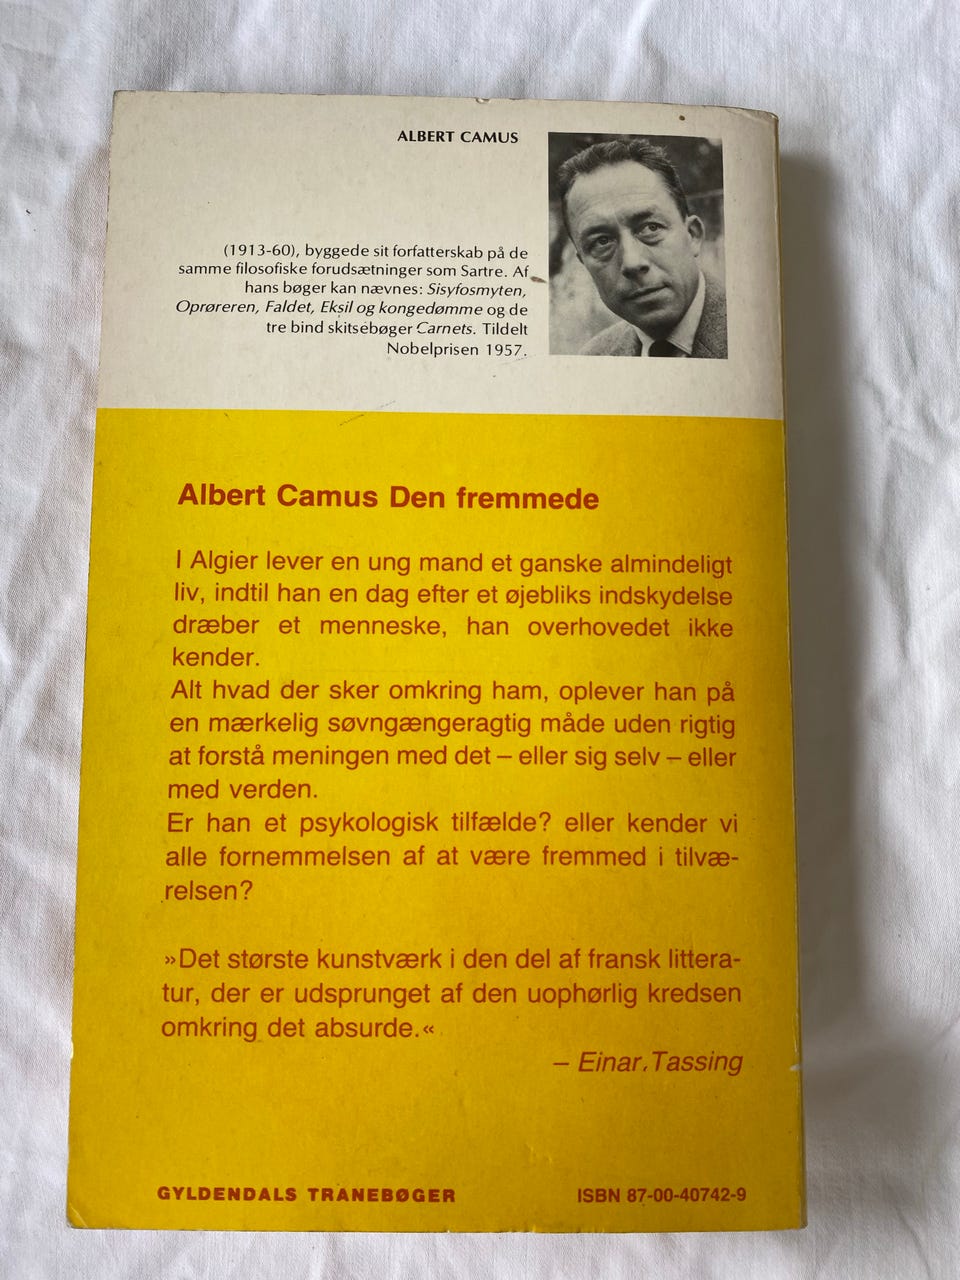 ALBERT CAMUS
(1913-60), byggede sit forfatterskab på de
samme filosofiske forudsætninger som Sartre. Af
hans bøger kan nævnes: Sisyfosmyten,
Oprøreren, Faldet, Eksil og kongedømme og de
tre bind skitsebøger Carnets. Tildelt
Nobelprisen 1957.
Albert Camus Den fremmede
I Algier lever en ung mand et ganske almindeligt
liv, indtil han en dag efter et øjebliks indskydelse
dræber et menneske, han overhovedet ikke
kender.
Alt hvad der sker omkring ham, oplever han på
en mærkelig søvngængeragtig måde uden rigtig
at forstå meningen med det – eller sig selv – eller
med verden.
Er han et psykologisk tilfælde? eller kender vi
alle fornemmelsen af at være fremmed i tilvæ-
relsen?
»Det største kunstværk i den del af fransk littera-
tur, der er udsprunget af den uophørlig kredsen
omkring det absurde.«
– Einar Tassing
GYLDENDALS TRANEBØGER
ISBN 87-00-40742-9